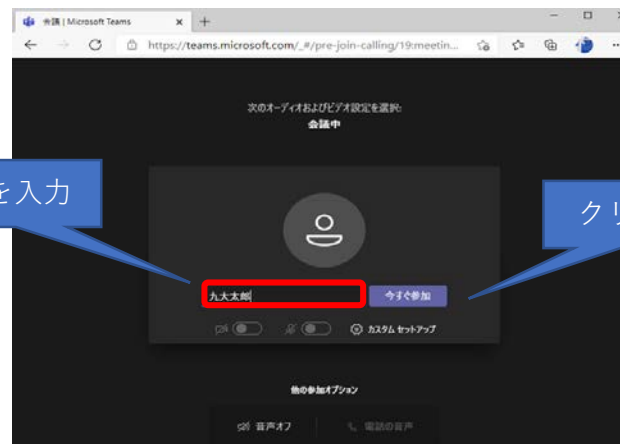 会議 | Microsoft Teams
https://teams.microsoft.com/_#/pre-join-calling/19:meetin...
次のオーディオおよびビデオ設定を選択:
会議中
を入力
クリ
九大太郎
今すぐ参加
カスタム セットアップ
他の参加オプション
音声オフ
電話の音声